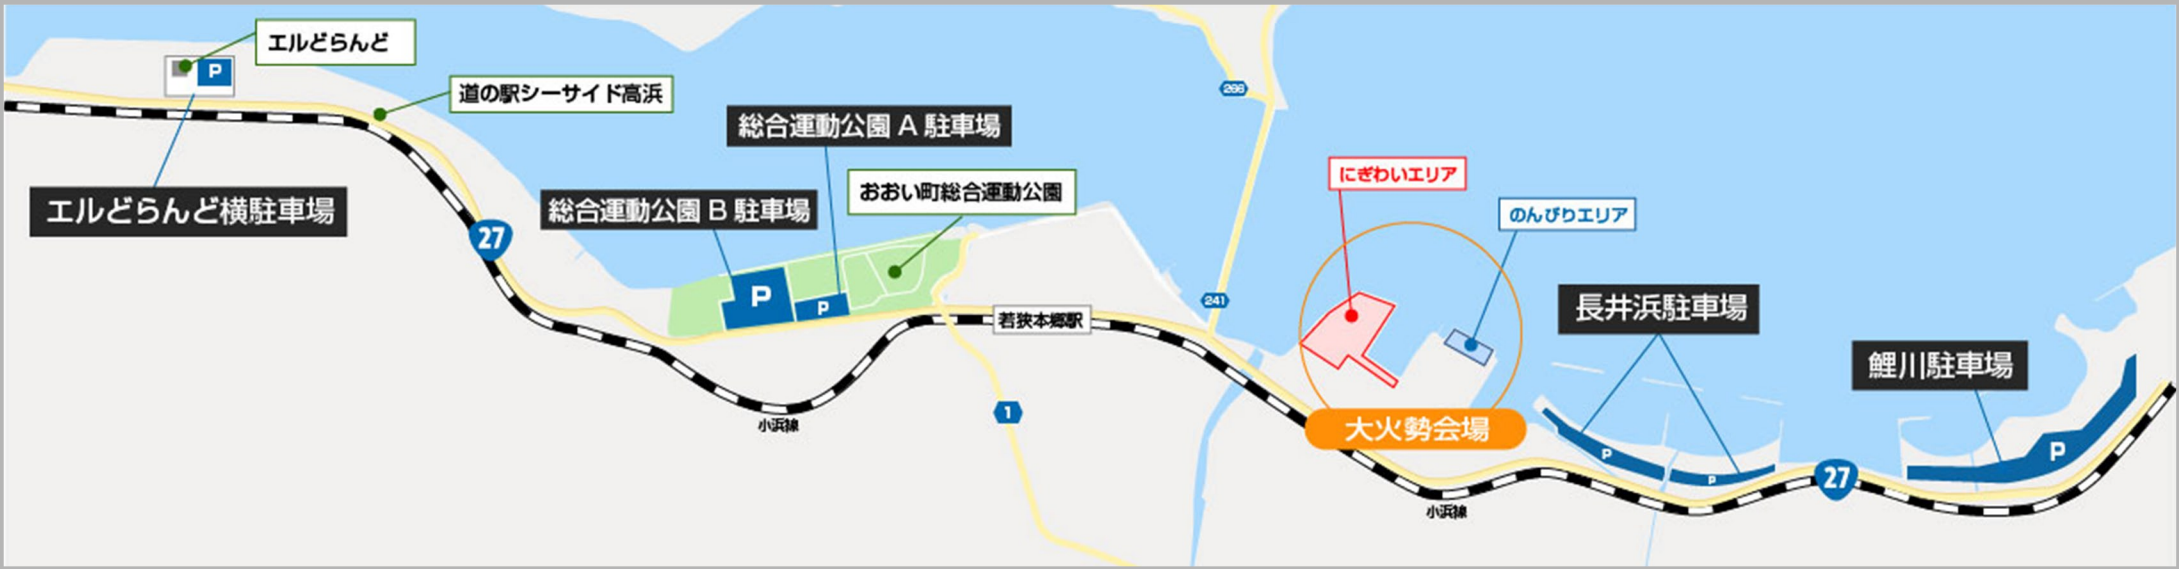 エルどらんど
P
道の駅シーサイド高浜
エルどらんど横駐車場
27
総合運動公園 A 駐車場
総合運動公園 B 駐車場
おおい町総合運動公園
P
P
若狭本郷駅
小浜線
1
266
241
にぎわいエリア
のんびりエリア
大火勢会場
小浜線
長井浜駐車場
P
P
27
鯉川駐車場
P